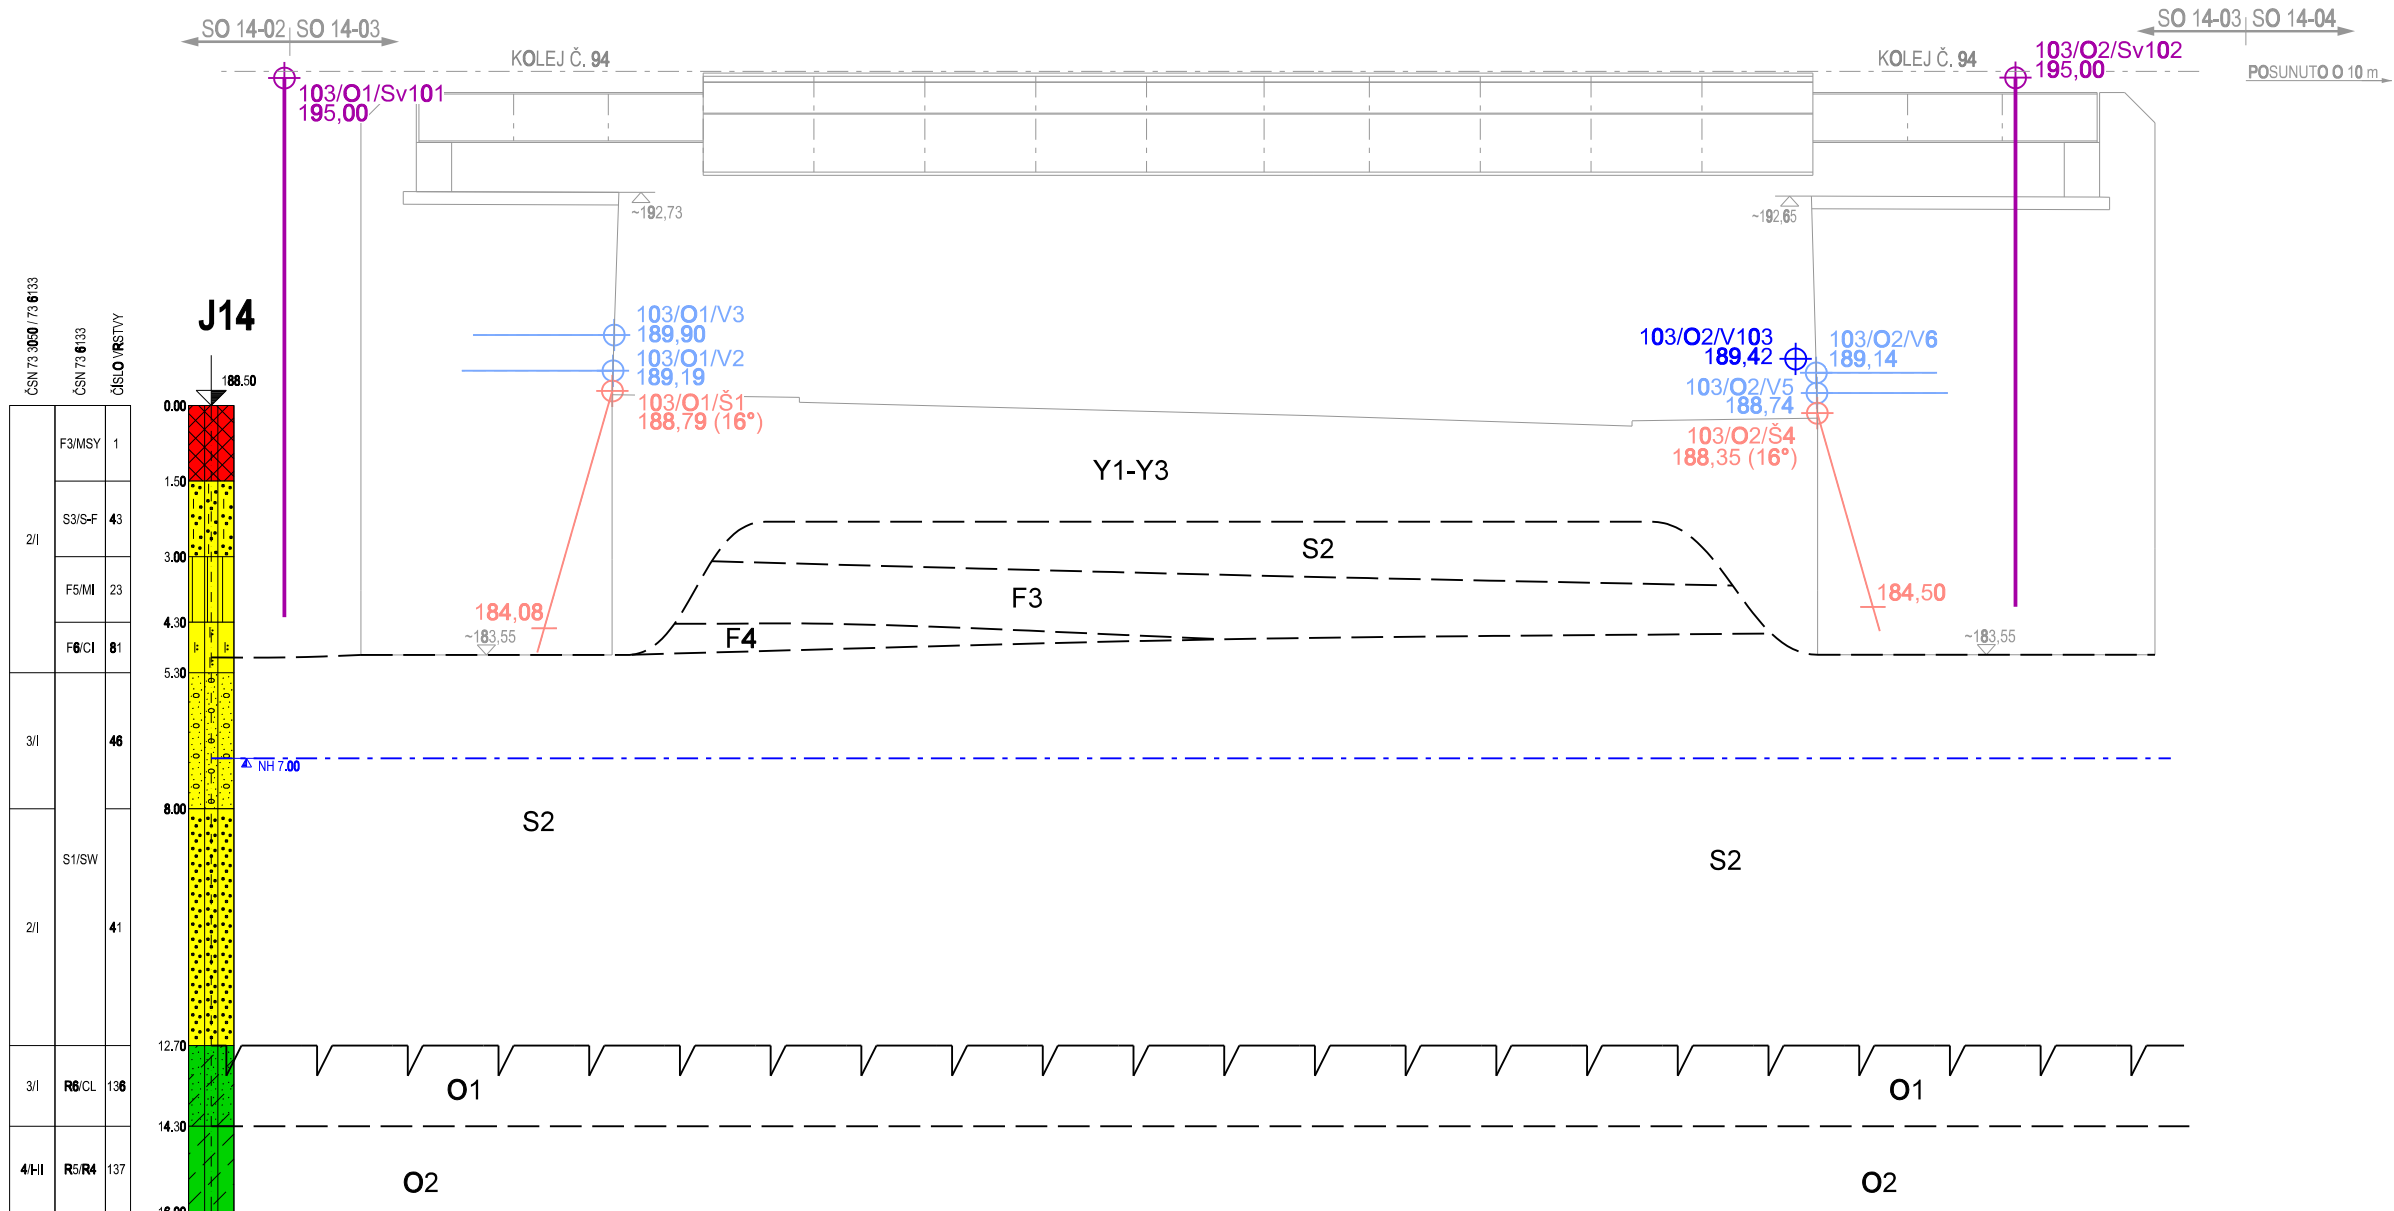 SO 14-02 SO 14-03
SO 14-03 SO 14-04
KOLEJ Č. 94
KOLEJ Č. 94
POSUNUTO O 10 m
103/O1/Sv101
195,00
103/O2/Sv102
195,00
~192,73
~192,65
ČSN 73 3050 / 73 6133
ČSN 73 6133
ČÍSLO VRSTVY
J14
188.50
103/O1/V3
189,90
103/O1/V2
189,19
103/O1/Š1
188,79 (16°)
103/O2/V103
189,42
103/O2/V6
189,14
103/O2/V5
188,74
103/O2/Š4
188,35 (16°)
0.00
F3/MSY 1
1.50
Y1-Y3
S3/S-F 43
2/I
3.00
S2
F5/MI 23
F3
184,08
184,50
4.30
F6/CI 81
~183,55
F4
~183,55
5.30
3/I 46
NH 7.00
8.00
S2
S2
S1/SW
2/I 41
12.70
3/I R6/CL 136
O1
O1
14.30
4/I-II R5/R4 137
O2
O2
16.00